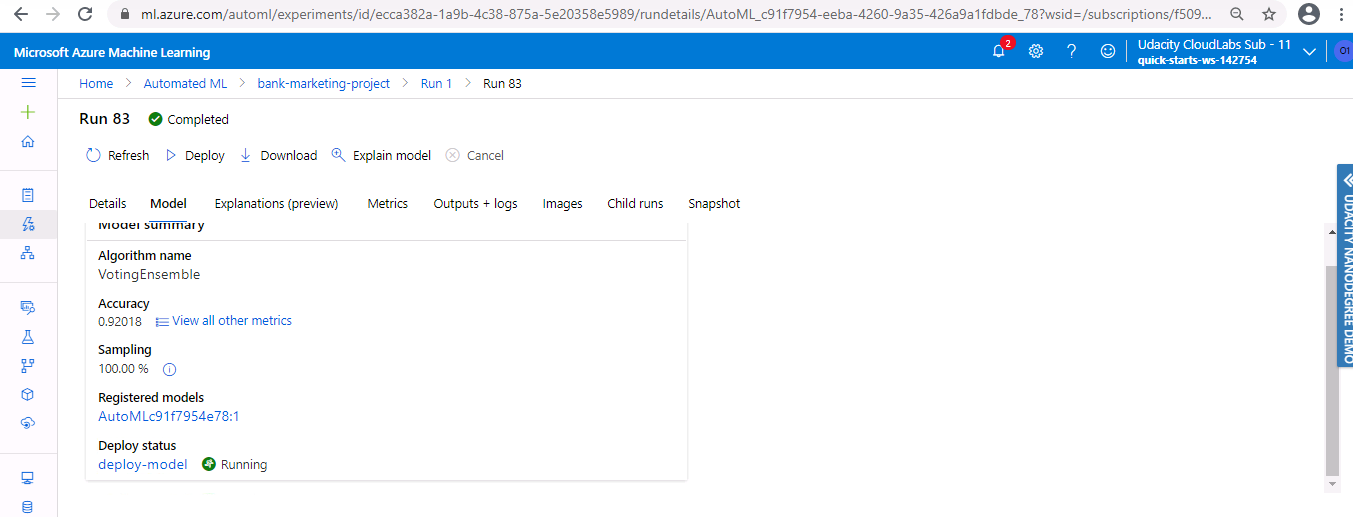 ml.azure.com/automl/experiments/id/ecca382a-1a9b-4c38-875a-5e20358e5989/rundetails/AutoML_c91f7954-eeba-4260-9a35-426a9a1fdbde_78?wsid=/subscriptions/f509...
Microsoft Azure Machine Learning
2
Udacity CloudLabs Sub - 11
quick-starts-ws-142754
O1
Home > Automated ML > bank-marketing-project > Run 1 > Run 83
Run 83 Completed
Refresh Deploy Download Explain model Cancel
Details Model Explanations (preview) Metrics Outputs + logs Images Child runs Snapshot
Model summary
Algorithm name
VotingEnsemble
Accuracy
0.92018 View all other metrics
Sampling
100.00 %
Registered models
AutoMLc91f7954e78:1
Deploy status
deploy-model Running
UDACITY NANODEGREE DEMO